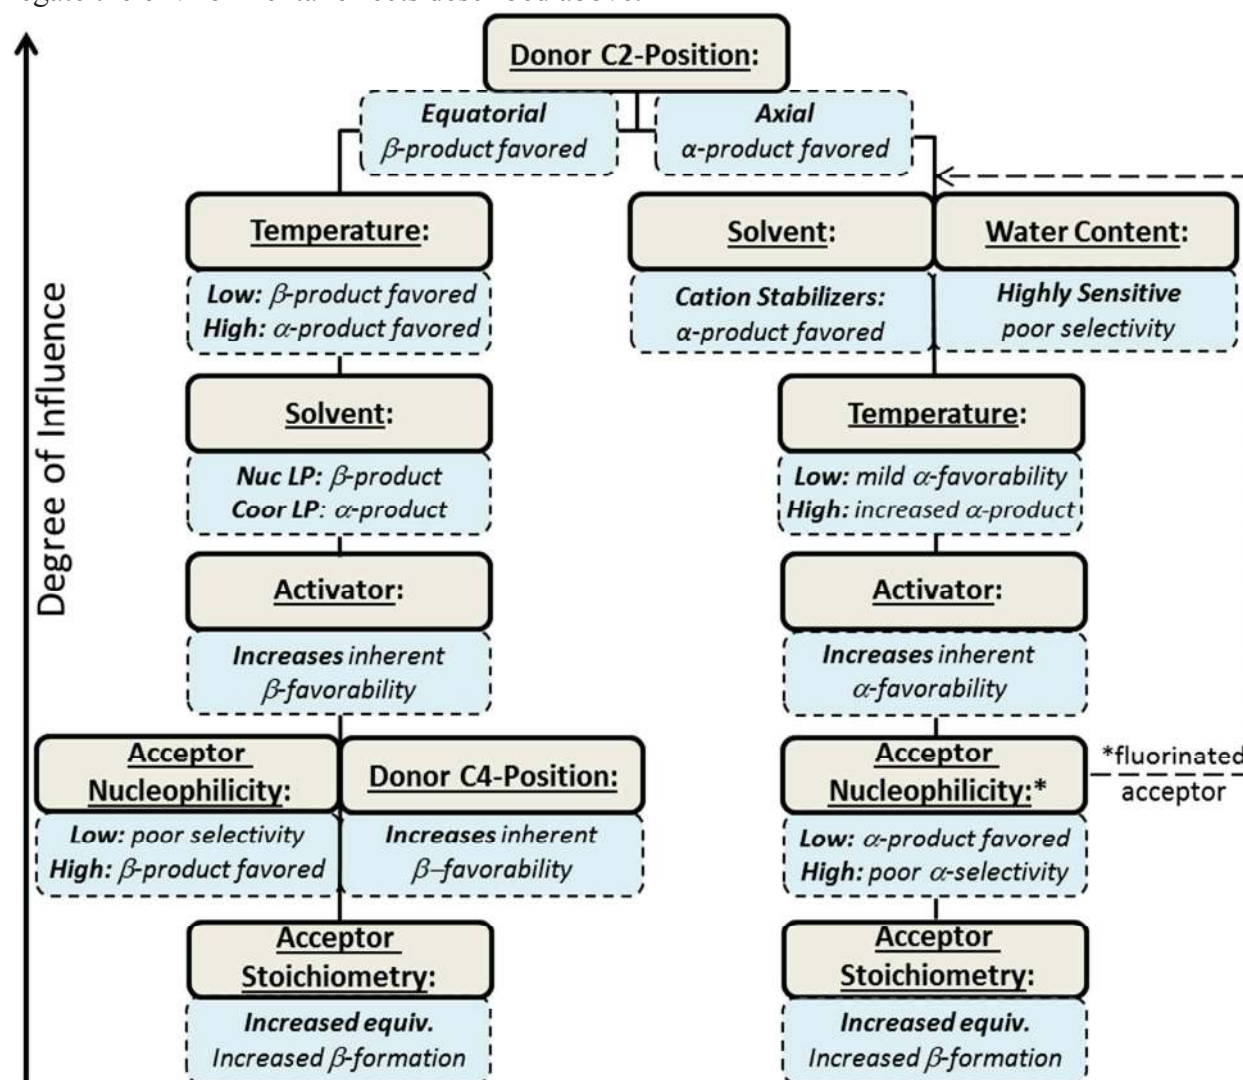 Donor C2-Position:
Equatorial
β-product favored
Axial
α-product favored
Temperature:
Low: β-product favored
High: α-product favored
Solvent:
Cation Stabilizers:
α-product favored
Water Content:
Highly Sensitive
poor selectivity
Degree of Influence
Solvent:
Nuc LP: β-product
Coor LP: α-product
Temperature:
Low: mild α-favorability
High: increased α-product
Activator:
Increases inherent
β-favorability
Activator:
Increases inherent
α-favorability
Acceptor
Nucleophilicity:
Low: poor selectivity
High: β-product favored
Donor C4-Position:
Increases inherent
β–favorability
Acceptor
Nucleophilicity:*
Low: α-product favored
High: poor α-selectivity
*fluorinated
acceptor
Acceptor
Stoichiometry:
Increased equiv.
Increased β-formation
Acceptor
Stoichiometry:
Increased equiv.
Increased β-formation